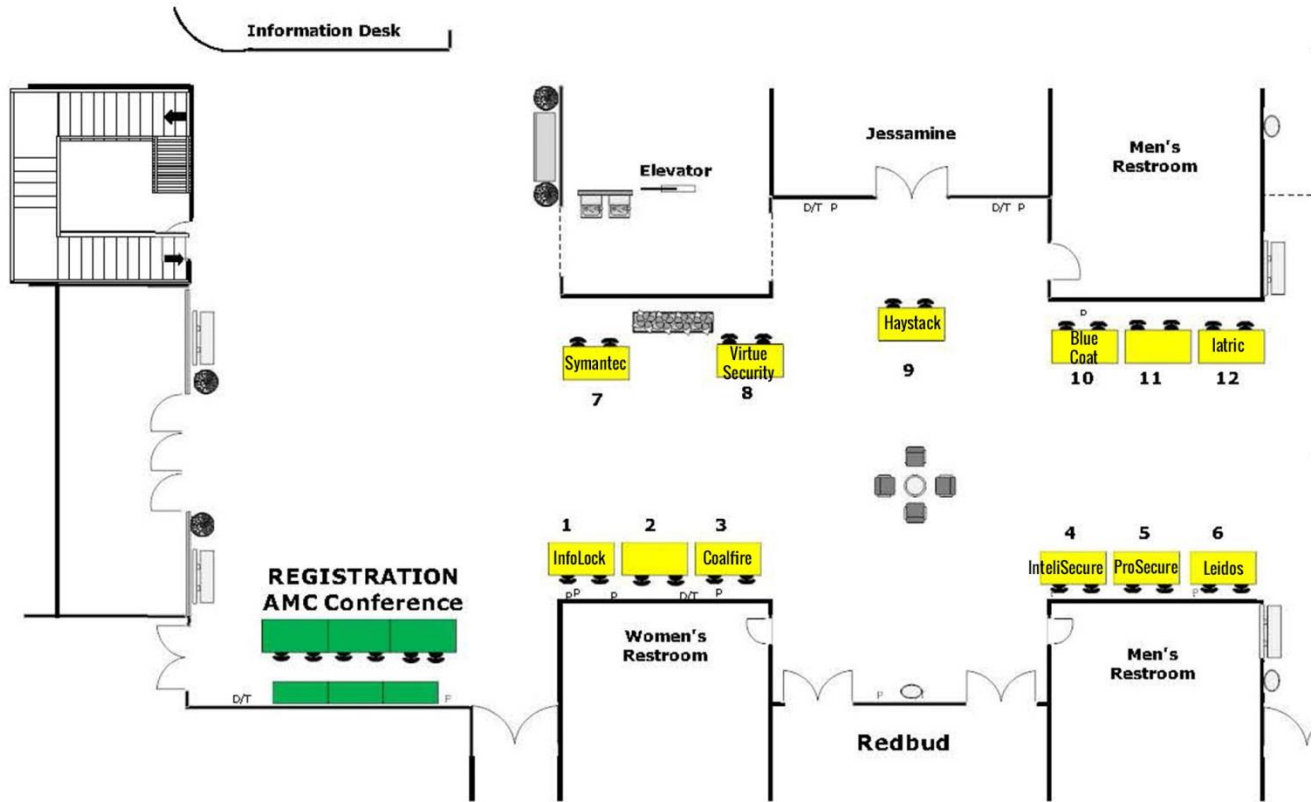 Information Desk
Jessamine
Men's
Restroom
Elevator
D/T P
D/T P
Haystack
9
P
Blue
Coat
10
11
Iatric
12
Symantec
7
Virtue
Security
8
1
2
3
InfoLock
Coalfire
4
5
6
InteliSecure
ProSecure
Leidos
P P
P
D/T
P
P
REGISTRATION
AMC Conference
Women's
Restroom
Men's
Restroom
D/T
P
P
Redbud